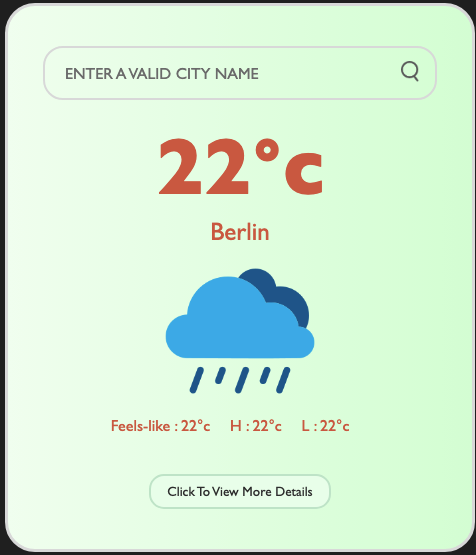 ENTER A VALID CITY NAME
22°c
Berlin
Feels-like : 22°c H : 22°c L : 22°c
Click To View More Details